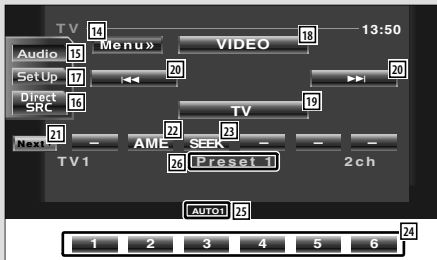 TV 13:50
14 Menu» VIDEO 18
Audio 15
SetUp 17 |◀◀ 20 ▶▶| 20
Direct SRC 16
TV 19
21 22 23
Next – AME SEEK – – –
TV1 26 Preset 1 2ch
AUTO1 25
24
1 2 3 4 5 6